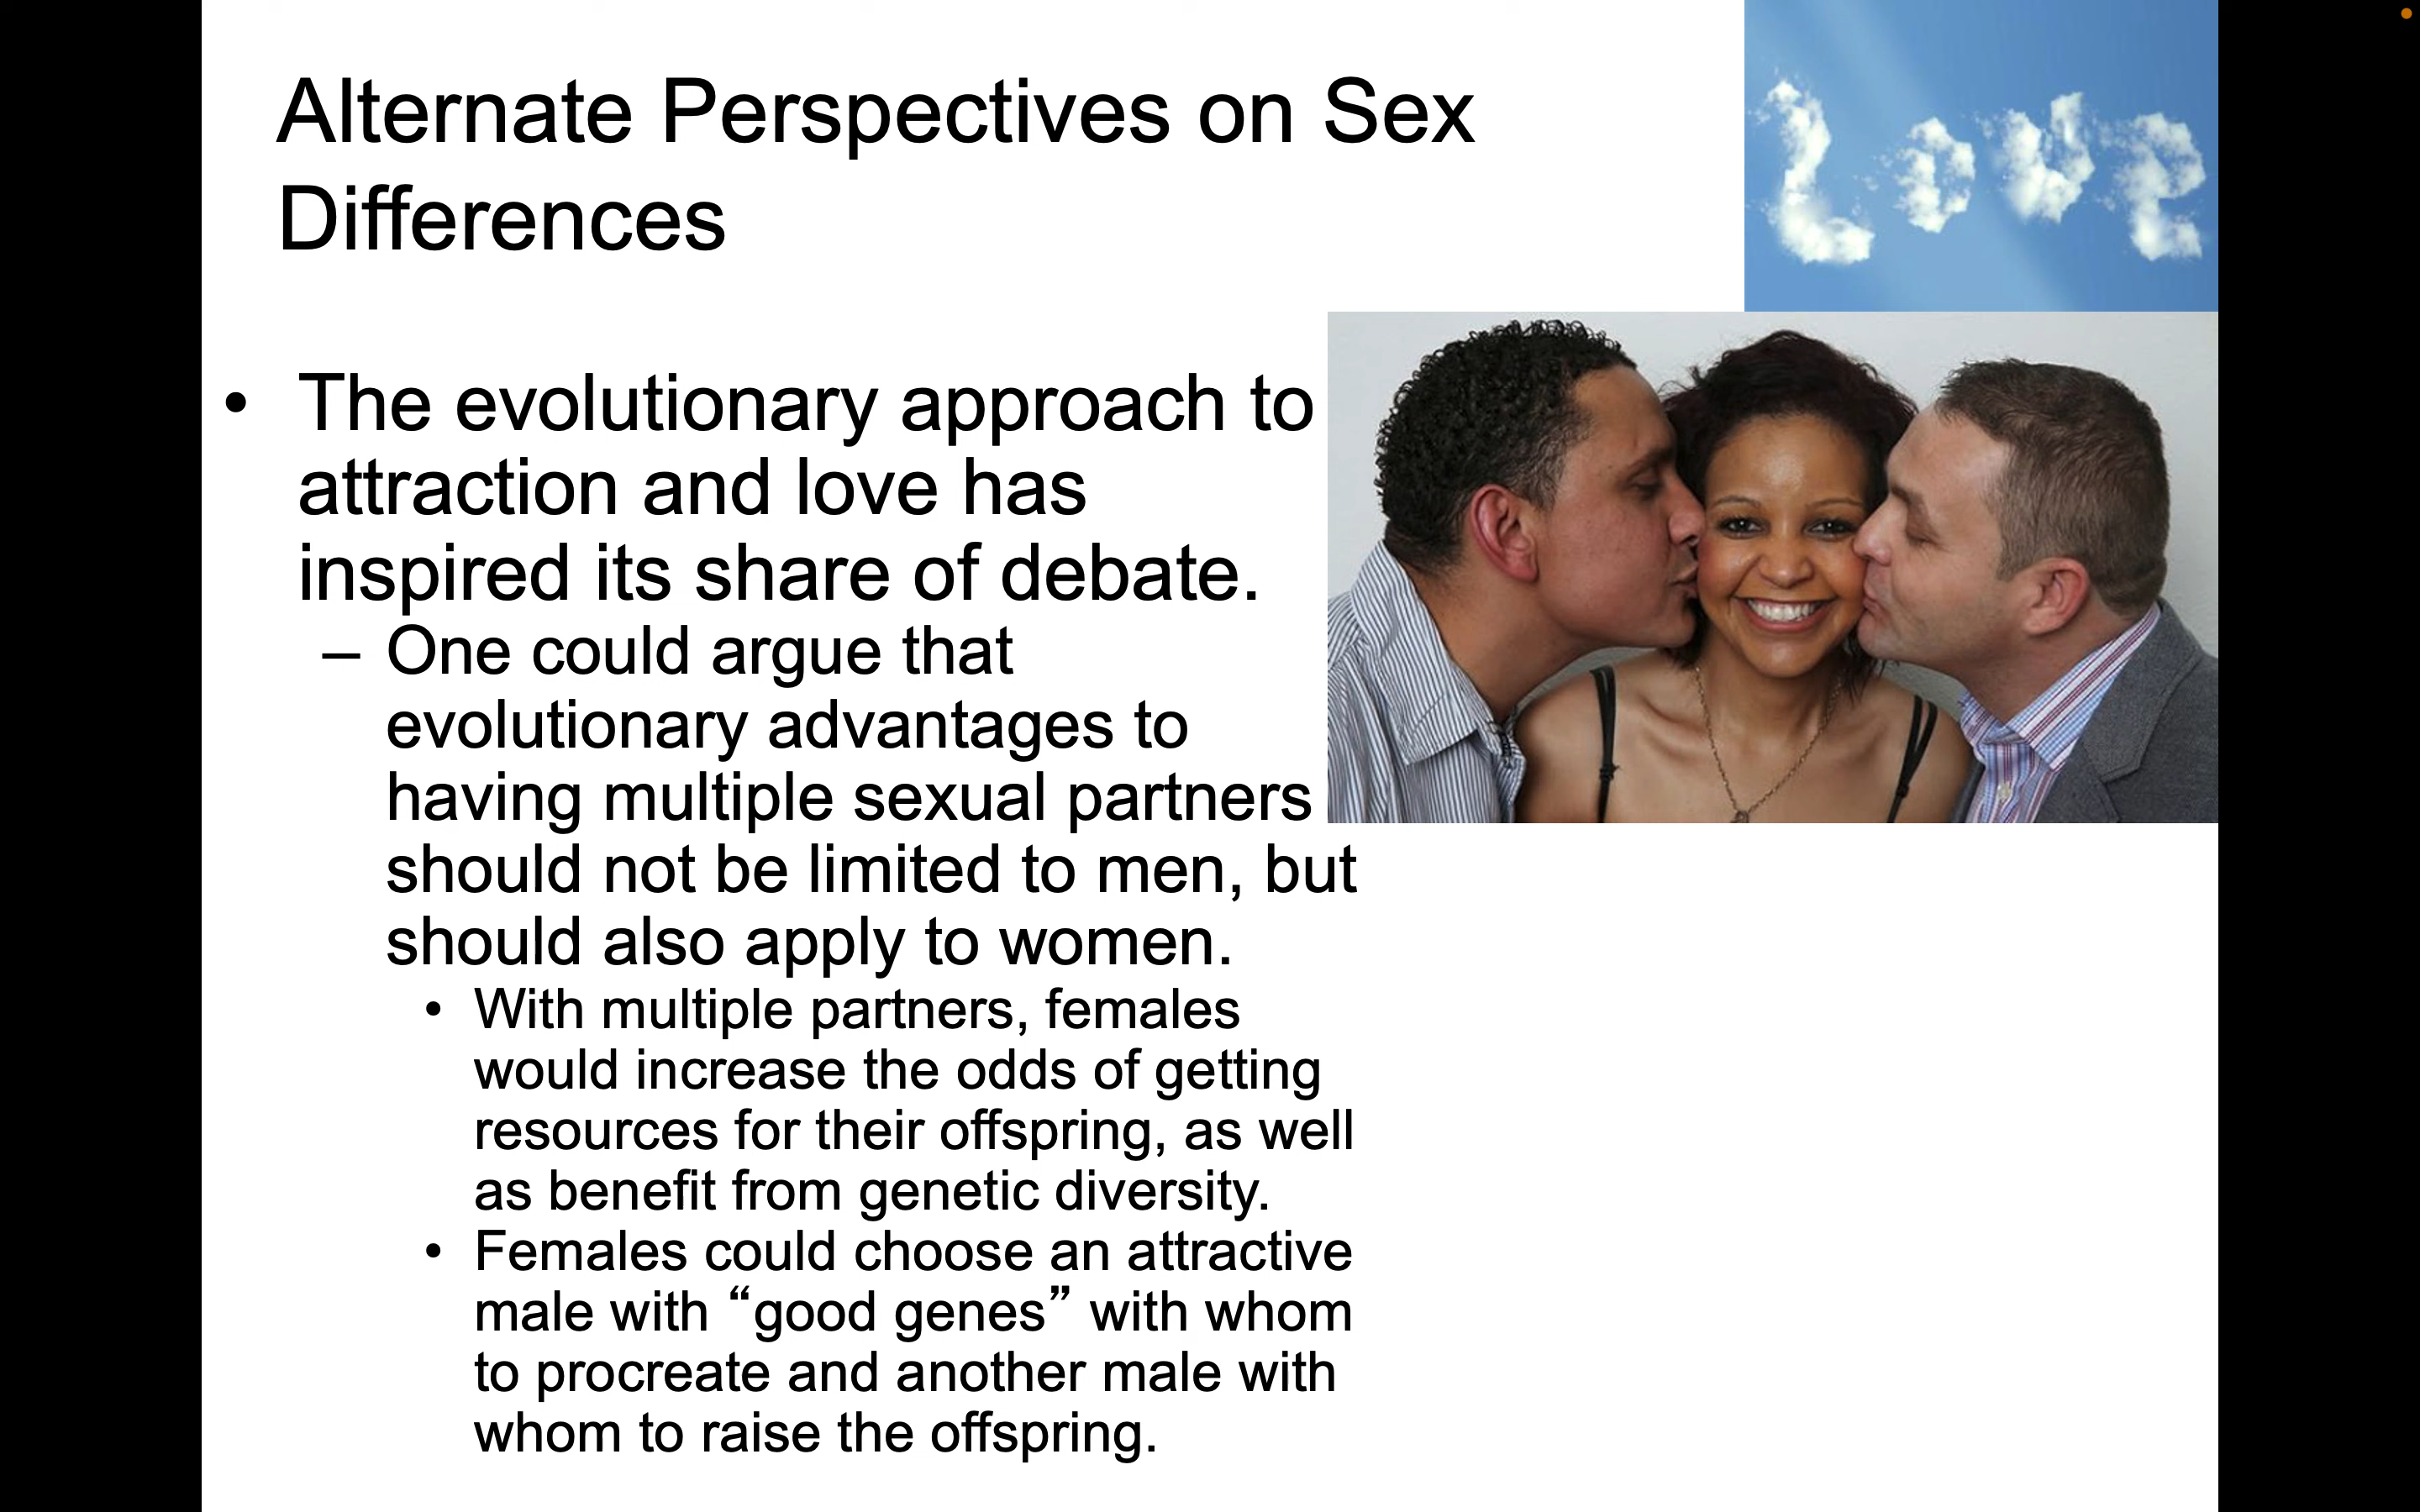 Alternate Perspectives on Sex
Differences
Love
• The evolutionary approach to
attraction and love has
inspired its share of debate.
– One could argue that
evolutionary advantages to
having multiple sexual partners
should not be limited to men, but
should also apply to women.
• With multiple partners, females
would increase the odds of getting
resources for their offspring, as well
as benefit from genetic diversity.
• Females could choose an attractive
male with “good genes” with whom
to procreate and another male with
whom to raise the offspring.